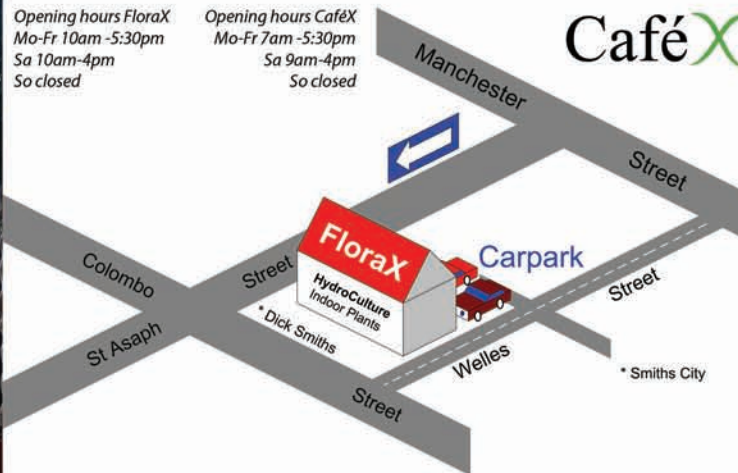 Opening hours FloraX
Mo-Fr 10am -5:30pm
Sa 10am-4pm
So closed
Opening hours CaféX
Mo-Fr 7am -5:30pm
Sa 9am-4pm
So closed
CaféX
Manchester
Street
FloraX
HydroCulture
Indoor Plants
Carpark
Colombo
Street
St Asaph
Street
* Dick Smiths
Welles
Street
* Smiths City